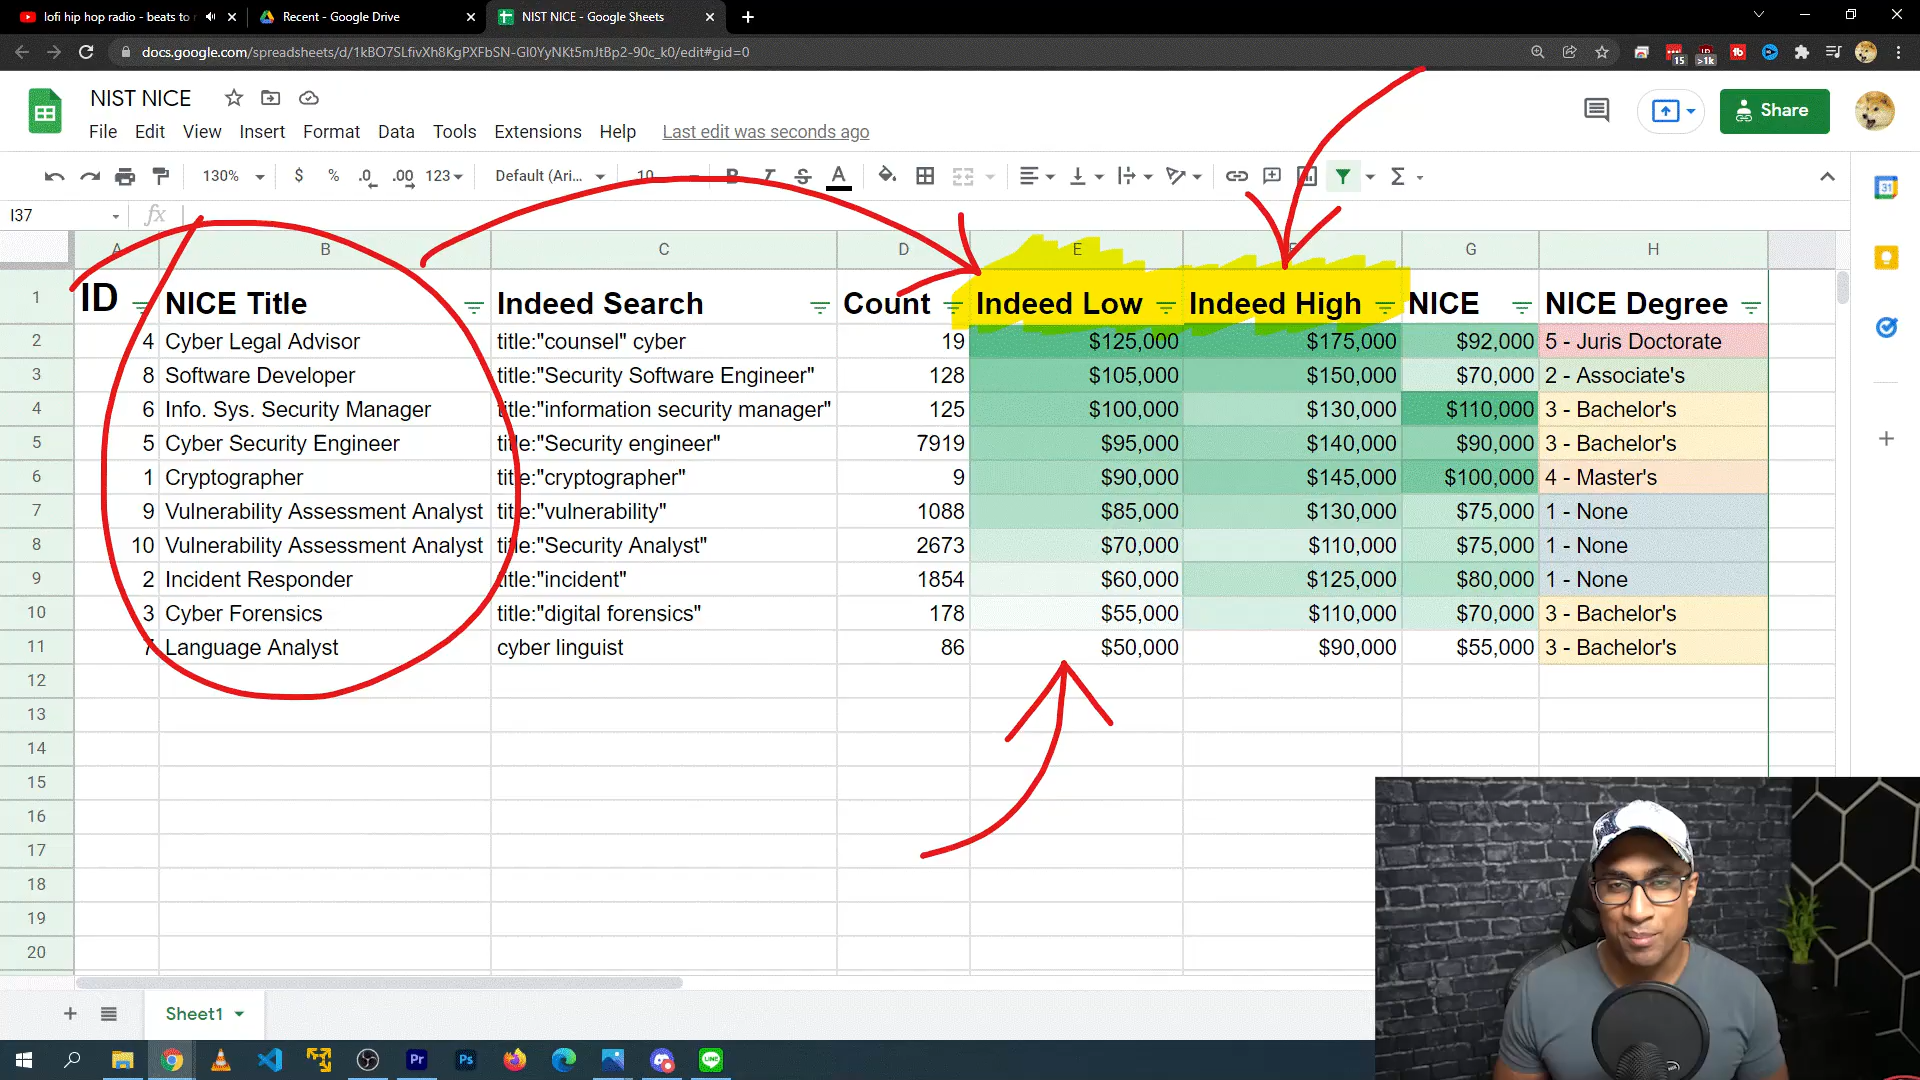 lofi hip hop radio - beats to
Recent - Google Drive
NIST NICE - Google Sheets
docs.google.com/spreadsheets/d/1kBO7SLfivXh8KgPXFbSN-Gl0YyNKt5mJtBp2-90c_k0/edit#gid=0
15
>1k
NIST NICE
File Edit View Insert Format Data Tools Extensions Help Last edit was seconds ago
Share
130% $ % .0 .00 123 Default (Ari... 10 B I S A
31
I37 fx
A B C D E F G H
1 ID NICE Title Indeed Search Count Indeed Low Indeed High NICE NICE Degree
2 4 Cyber Legal Advisor title:"counsel" cyber 19 $125,000 $175,000 $92,000 5 - Juris Doctorate
3 8 Software Developer title:"Security Software Engineer" 128 $105,000 $150,000 $70,000 2 - Associate's
4 6 Info. Sys. Security Manager title:"information security manager" 125 $100,000 $130,000 $110,000 3 - Bachelor's
5 5 Cyber Security Engineer title:"Security engineer" 7919 $95,000 $140,000 $90,000 3 - Bachelor's
6 1 Cryptographer title:"cryptographer" 9 $90,000 $145,000 $100,000 4 - Master's
7 9 Vulnerability Assessment Analyst title:"vulnerability" 1088 $85,000 $130,000 $75,000 1 - None
8 10 Vulnerability Assessment Analyst title:"Security Analyst" 2673 $70,000 $110,000 $75,000 1 - None
9 2 Incident Responder title:"incident" 1854 $60,000 $125,000 $80,000 1 - None
10 3 Cyber Forensics title:"digital forensics" 178 $55,000 $110,000 $70,000 3 - Bachelor's
11 7 Language Analyst cyber linguist 86 $50,000 $90,000 $55,000 3 - Bachelor's
12
13
14
15
16
17
18
19
20
Sheet1
Pr
Ps
LINE